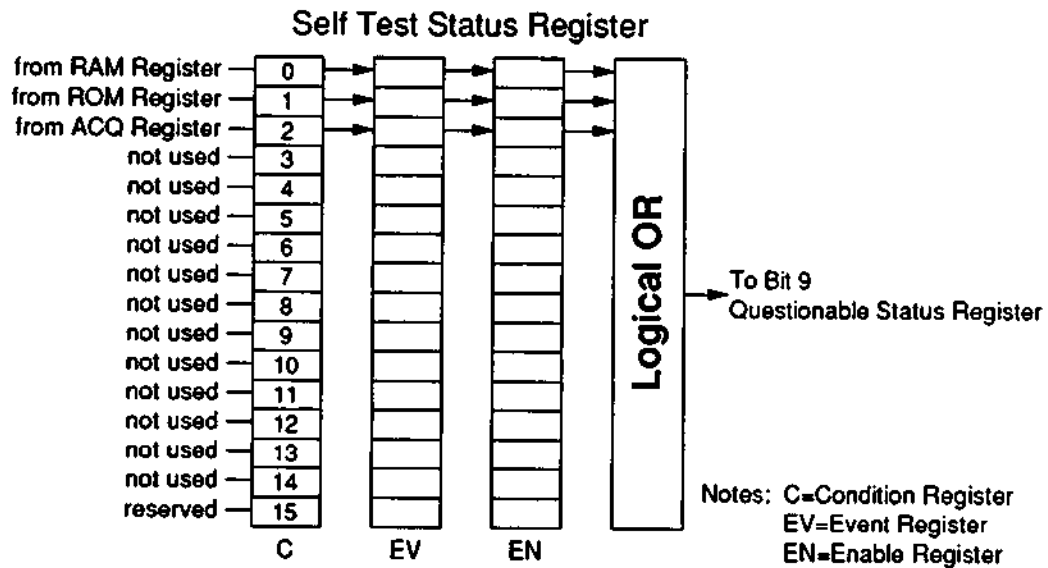 Self Test Status Register
from RAM Register 0
from ROM Register 1
from ACQ Register 2
not used 3
not used 4
not used 5
not used 6
not used 7
not used 8
not used 9
not used 10
not used 11
not used 12
not used 13
not used 14
reserved 15
C EV EN
Logical OR
To Bit 9
Questionable Status Register
Notes: C=Condition Register
EV=Event Register
EN=Enable Register